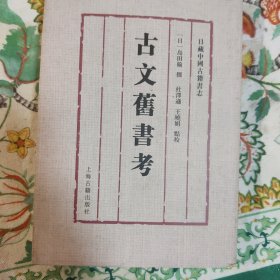 日藏中國古籍書志
［日］島田翰 撰
杜澤遜 王曉娟 點校
古文舊書考
上海古籍出版社